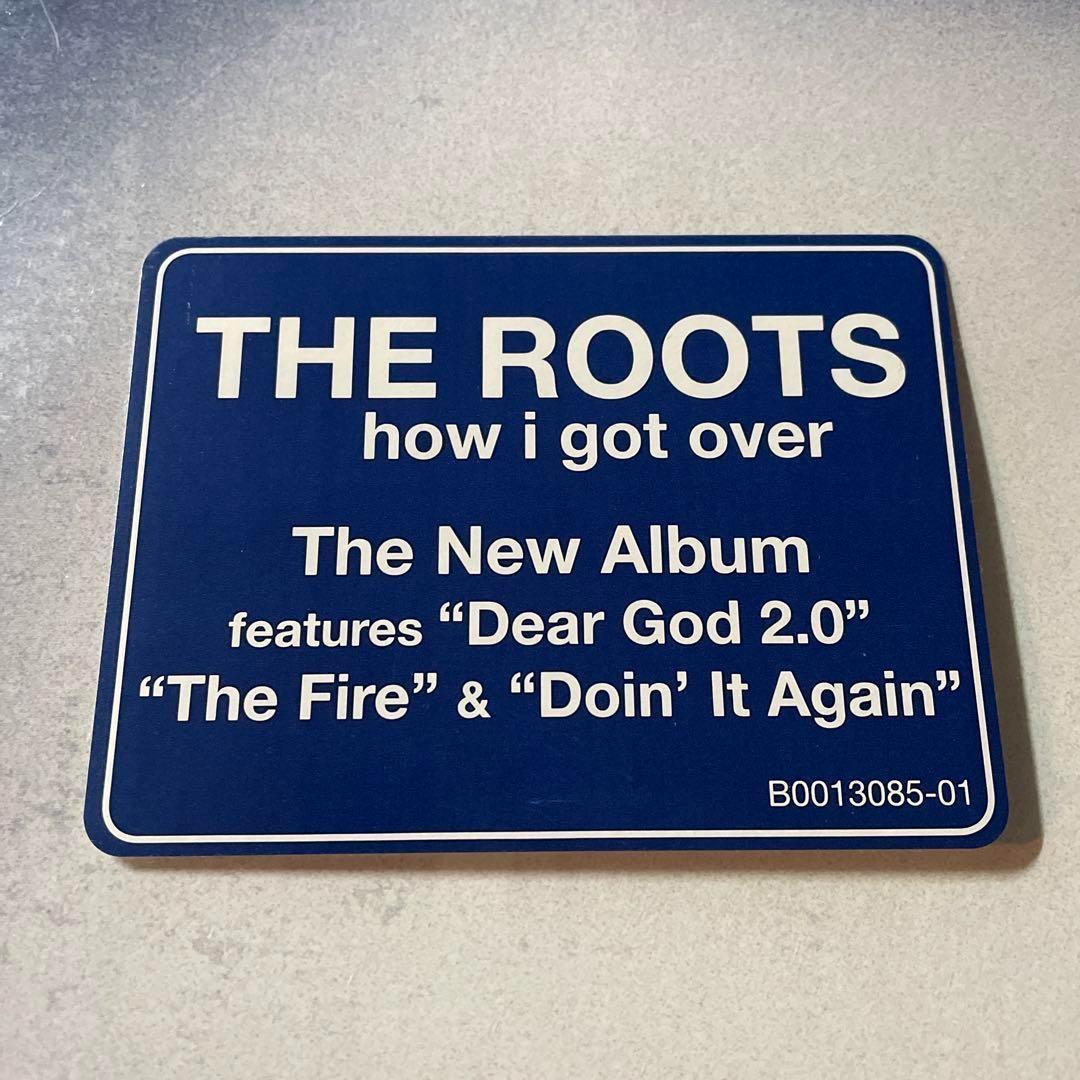 THE ROOTS
how i got over
The New Album
features “Dear God 2.0”
“The Fire” & “Doin’ It Again”
B0013085-01